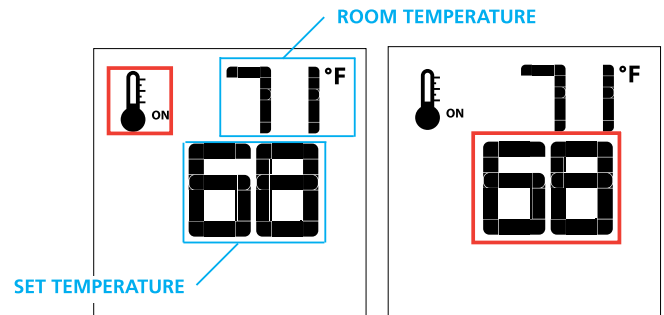 ROOM TEMPERATURE
71°F
ON
68
SET TEMPERATURE
71°F
ON
68